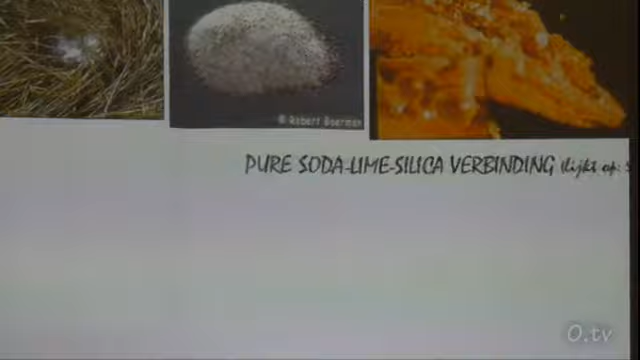 © Robert Boerman
PURE SODA-LIME-SILICA VERBINDING (lijkt op:
O.tv